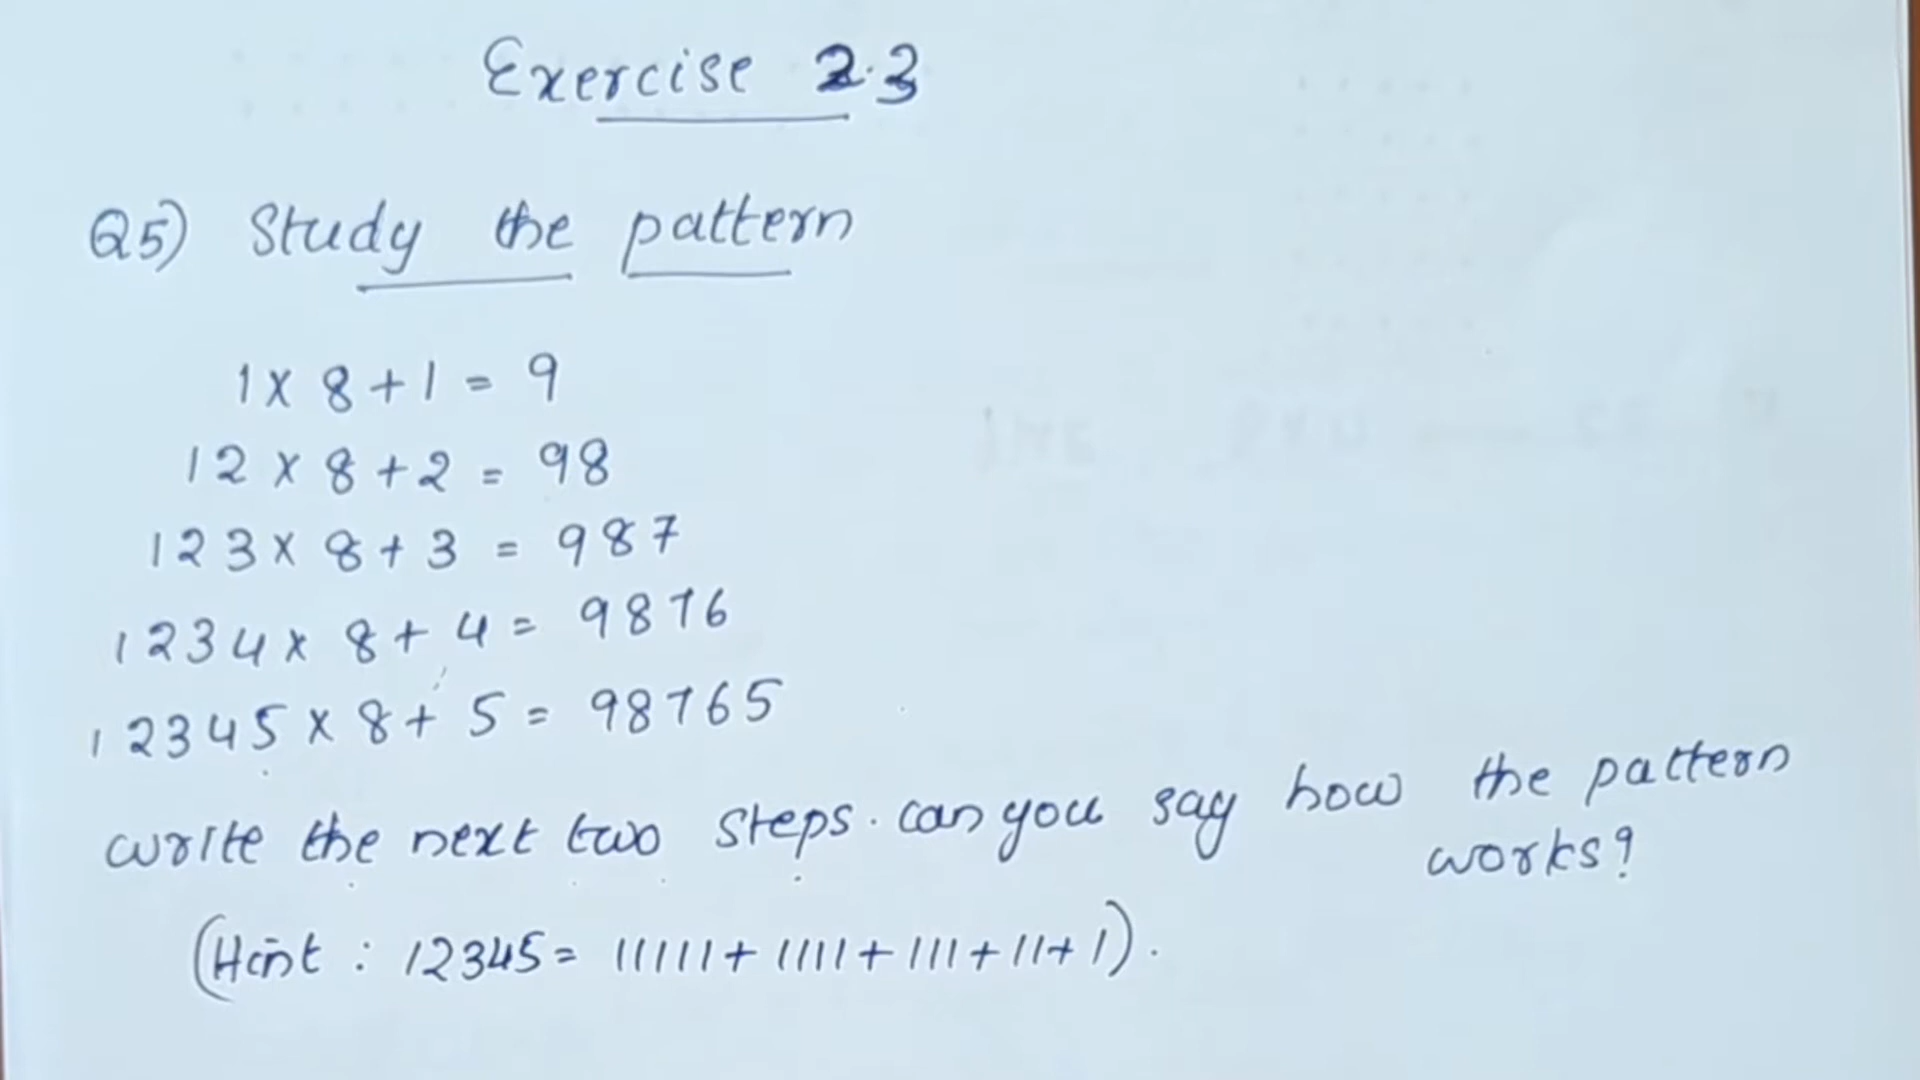 Exercise 2.3
Q5) Study the pattern
1 x 8 + 1 = 9
12 x 8 + 2 = 98
123 x 8 + 3 = 987
1234 x 8 + 4 = 9876
12345 x 8 + 5 = 98765
write the next two steps. can you say how the pattern
works?
(Hint : 12345 = 11111 + 1111 + 111 + 11 + 1).